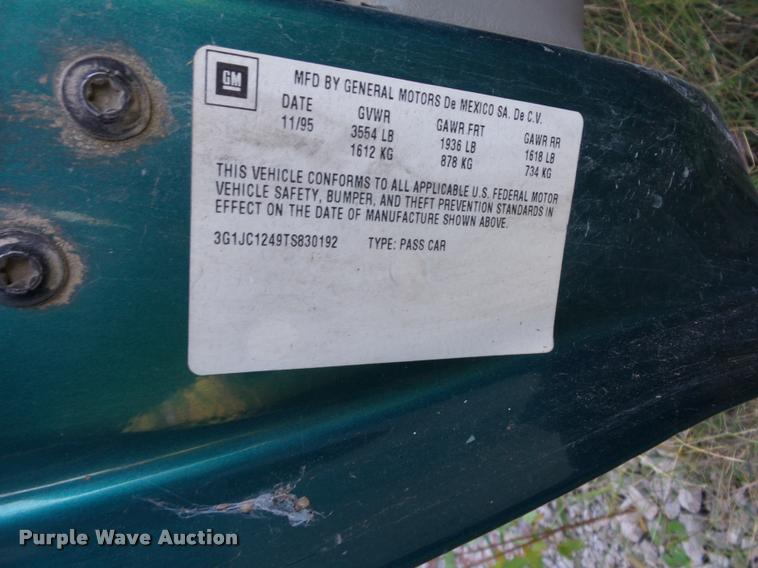 GM
MFD BY GENERAL MOTORS De MEXICO SA. De C.V.
DATE GVWR GAWR FRT GAWR RR
11/95 3554 LB 1936 LB 1618 LB
1612 KG 878 KG 734 KG
THIS VEHICLE CONFORMS TO ALL APPLICABLE U.S. FEDERAL MOTOR
VEHICLE SAFETY, BUMPER, AND THEFT PREVENTION STANDARDS IN
EFFECT ON THE DATE OF MANUFACTURE SHOWN ABOVE.
3G1JC1249TS830192 TYPE: PASS CAR
Purple Wave Auction